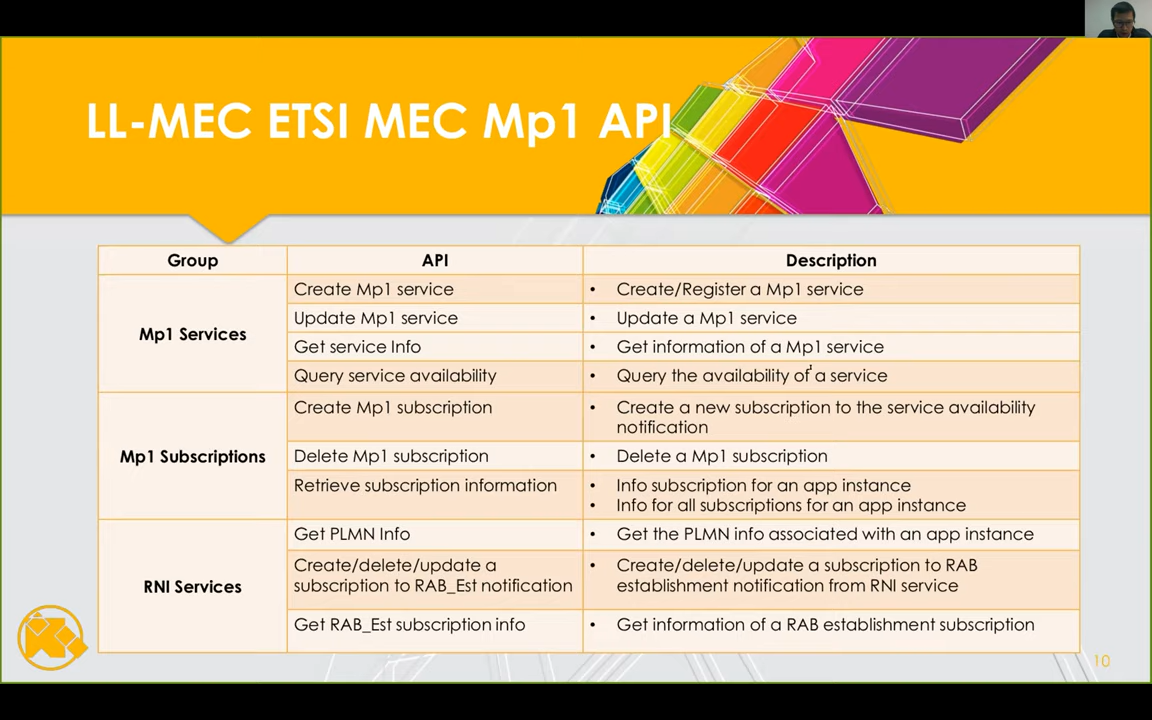 LL-MEC ETSI MEC Mp1 API
Group API Description
Mp1 Services
Create Mp1 service • Create/Register a Mp1 service
Update Mp1 service • Update a Mp1 service
Get service Info • Get information of a Mp1 service
Query service availability • Query the availability of a service
Mp1 Subscriptions
Create Mp1 subscription • Create a new subscription to the service availability
notification
Delete Mp1 subscription • Delete a Mp1 subscription
Retrieve subscription information • Info subscription for an app instance
• Info for all subscriptions for an app instance
RNI Services
Get PLMN Info • Get the PLMN info associated with an app instance
Create/delete/update a • Create/delete/update a subscription to RAB
subscription to RAB_Est notification establishment notification from RNI service
Get RAB_Est subscription info • Get information of a RAB establishment subscription
10